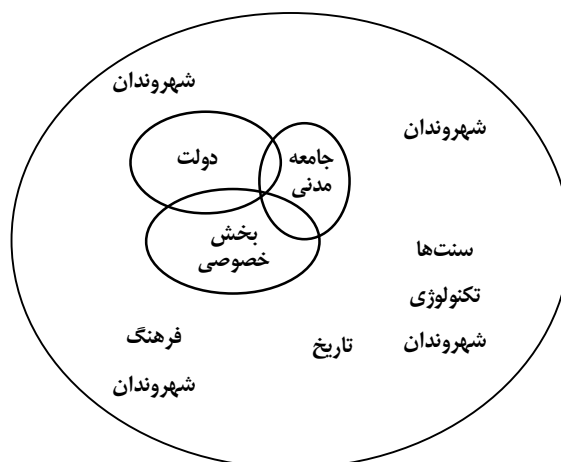 شهروندان
شهروندان
جامعه
مدنی
دولت
بخش
خصوصی
سنت‌ها
تکنولوژی
شهروندان
تاریخ
فرهنگ
شهروندان